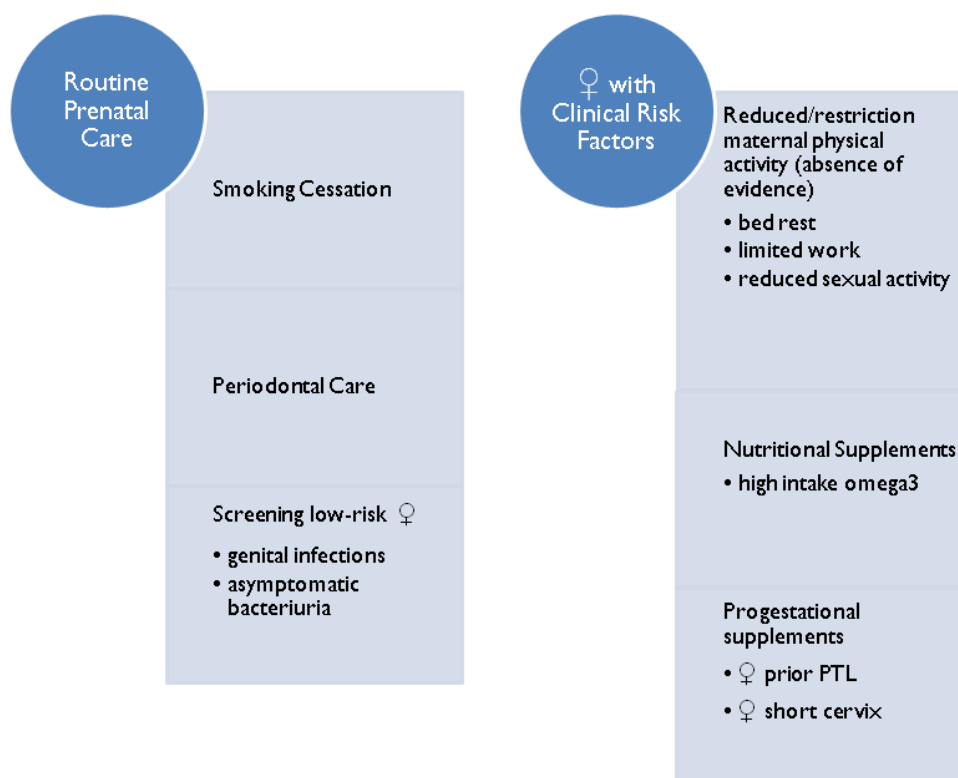 Routine
Prenatal
Care
Smoking Cessation
Periodontal Care
Screening low-risk ♀
• genital infections
• asymptomatic
bacteriuria
♀ with
Clinical Risk
Factors
Reduced/restriction
maternal physical
activity (absence of
evidence)
• bed rest
• limited work
• reduced sexual activity
Nutritional Supplements
• high intake omega3
Progestational
supplements
• ♀ prior PTL
• ♀ short cervix